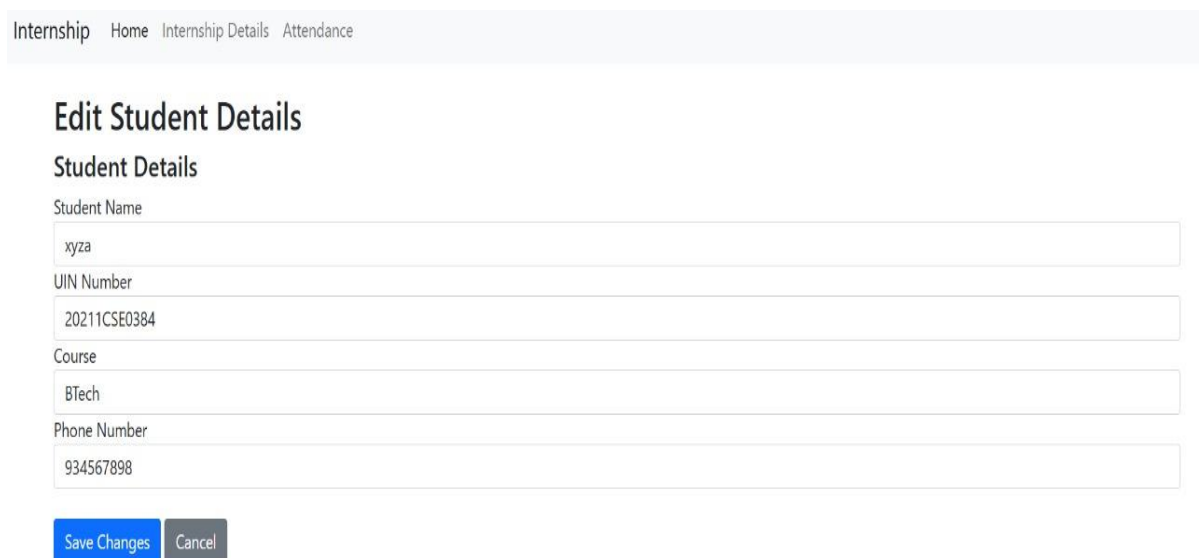 Internship Home Internship Details Attendance
Edit Student Details
Student Details
Student Name
xyza
UIN Number
20211CSE0384
Course
BTech
Phone Number
934567898
Save Changes Cancel